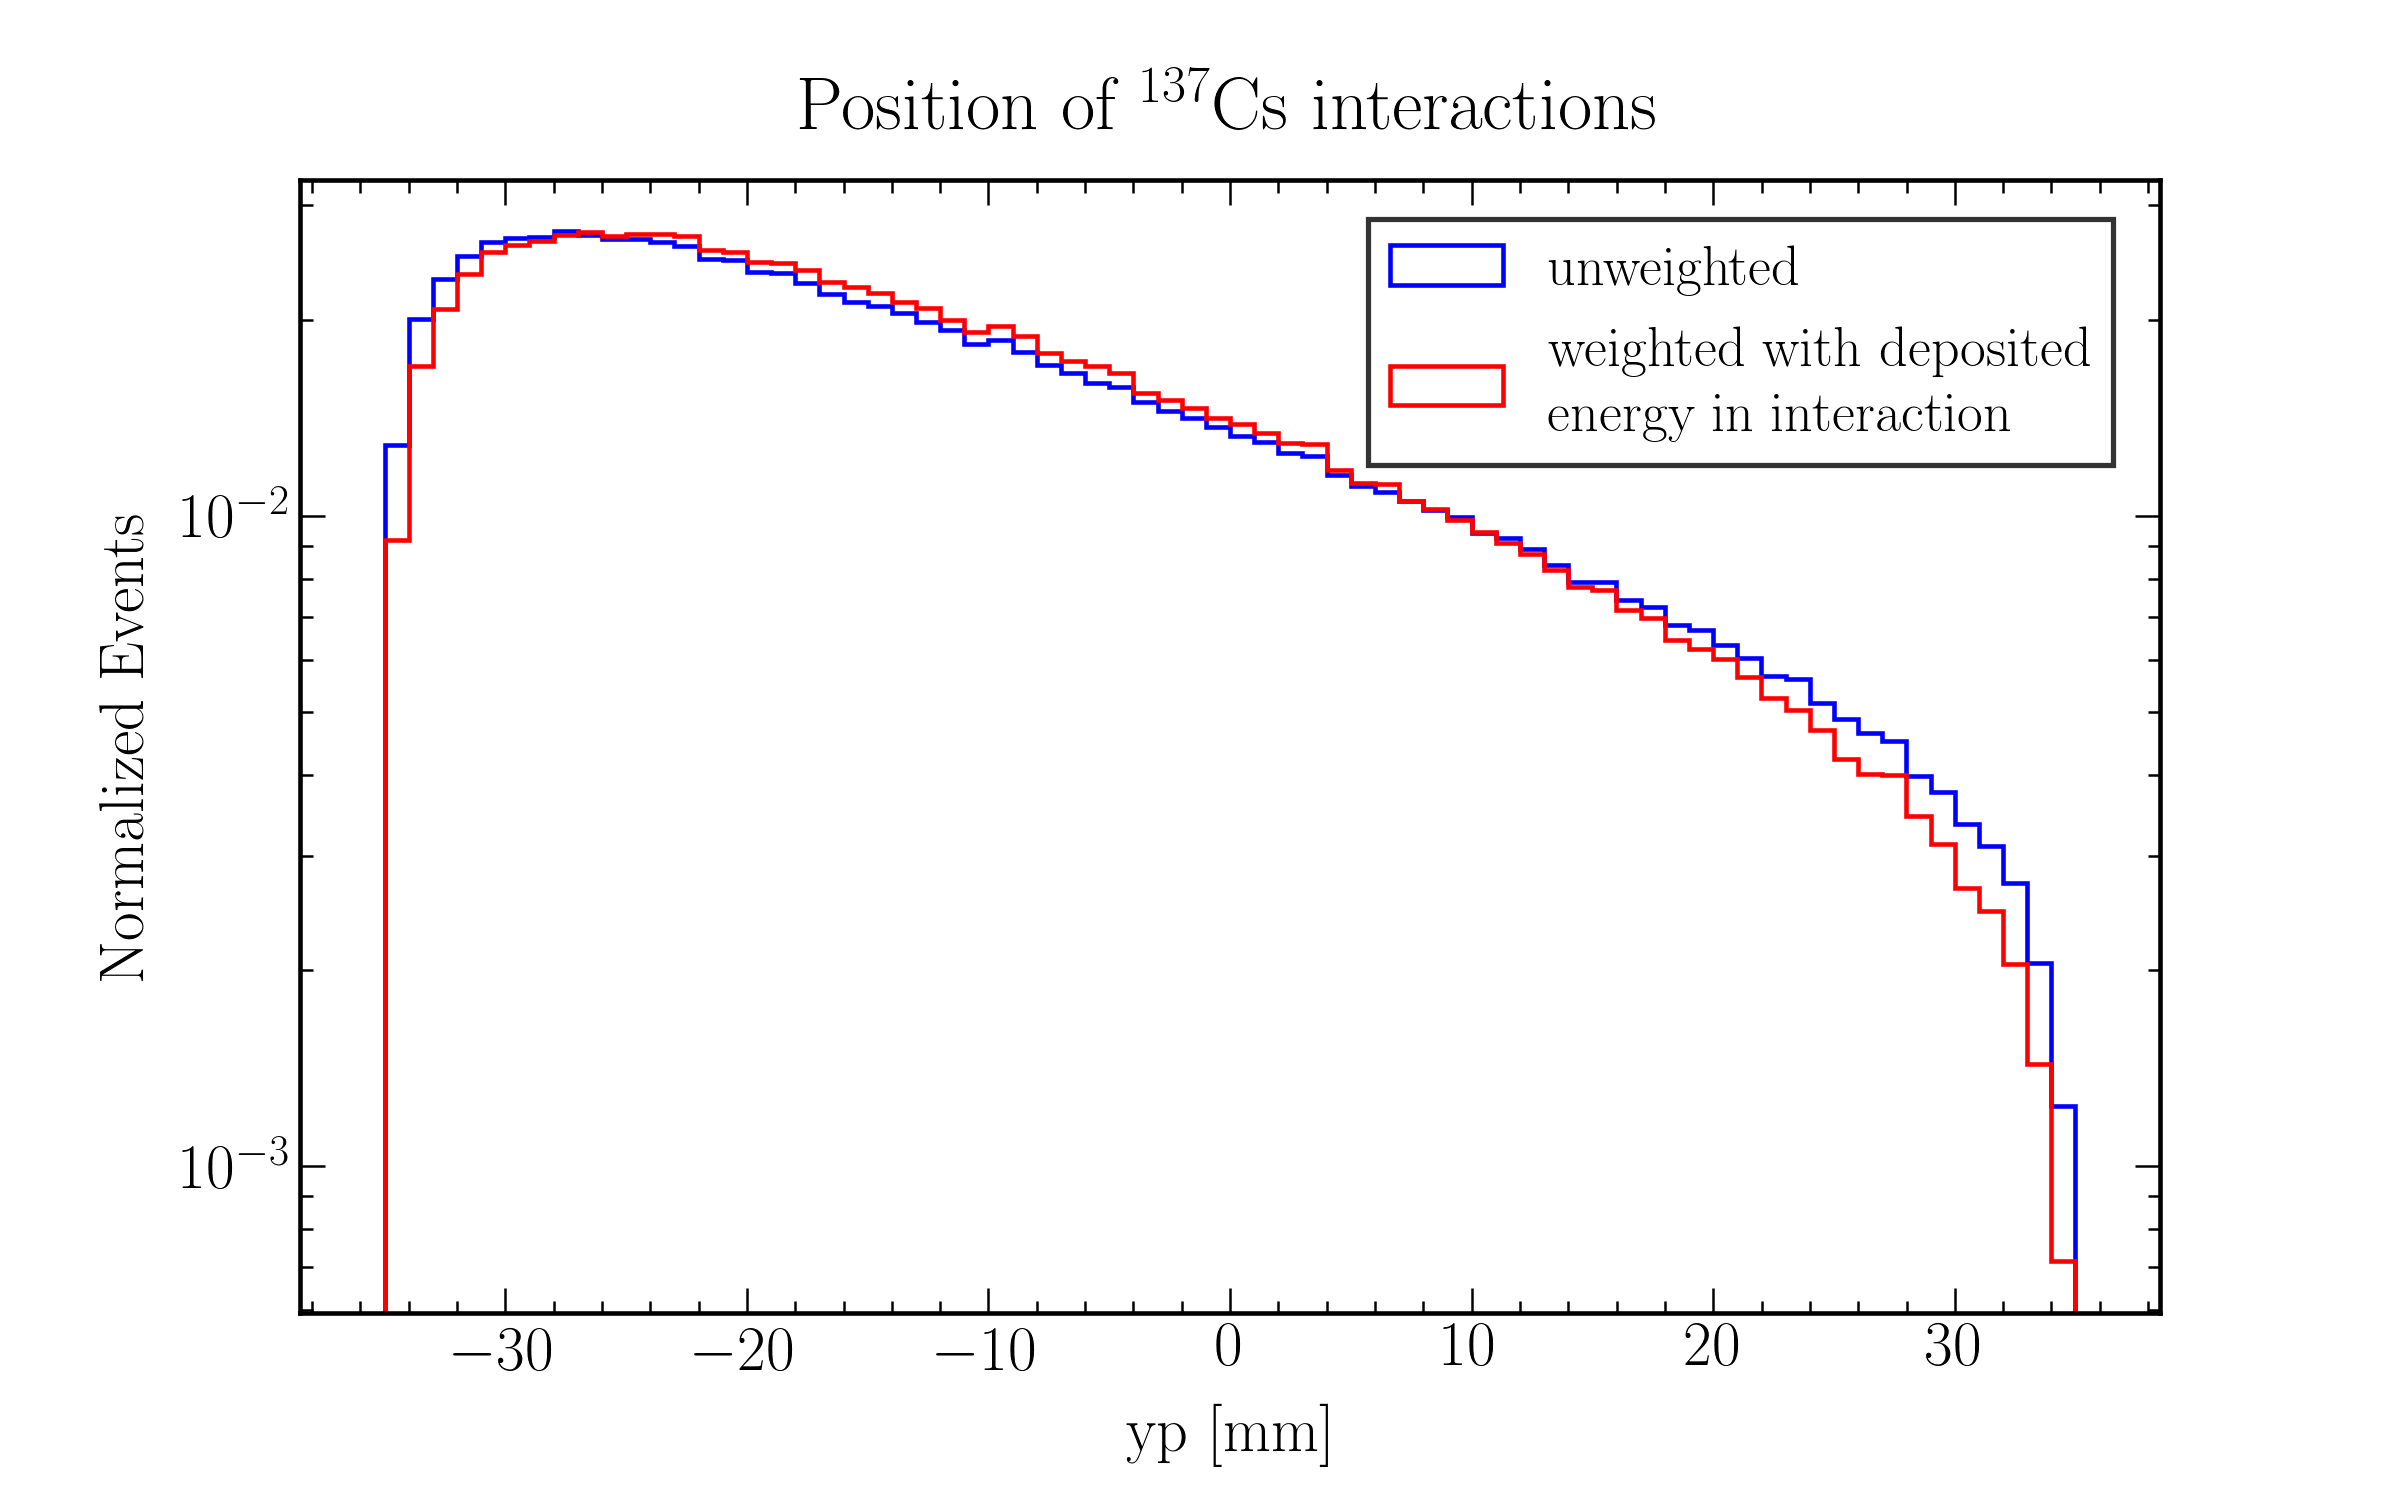 Position of ¹³⁷Cs interactions
unweighted
weighted with deposited
energy in interaction
Normalized Events
10⁻²
10⁻³
−30 −20 −10 0 10 20 30
yp [mm]